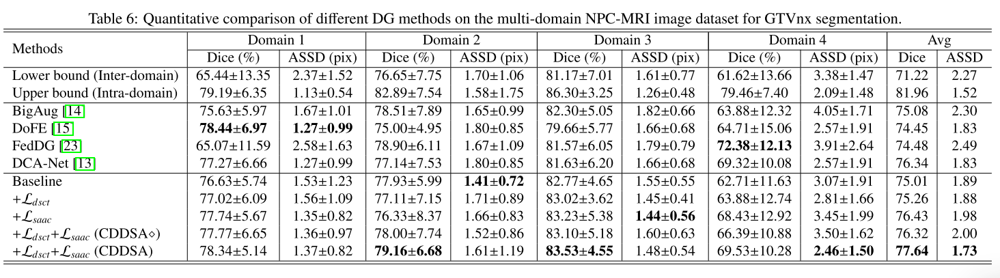 Table 6: Quantitative comparison of different DG methods on the multi-domain NPC-MRI image dataset for GTVnx segmentation.
Methods Domain 1 Domain 2 Domain 3 Domain 4 Avg
Dice (%) ASSD (pix) Dice (%) ASSD (pix) Dice (%) ASSD (pix) Dice (%) ASSD (pix) Dice ASSD
Lower bound (Inter-domain) 65.44±13.35 2.37±1.52 76.65±7.75 1.70±1.06 81.17±7.01 1.61±0.77 61.62±13.66 3.38±1.47 71.22 2.27
Upper bound (Intra-domain) 79.19±6.35 1.13±0.54 82.89±7.54 1.58±1.75 86.30±3.25 1.26±0.48 79.46±7.40 2.09±1.48 81.96 1.52
BigAug [14] 75.63±5.97 1.67±1.01 78.51±7.89 1.65±0.99 82.30±5.05 1.82±0.66 63.88±12.32 4.05±1.71 75.08 2.30
DoFE [15] 78.44±6.97 1.27±0.99 75.00±4.95 1.80±0.85 79.66±5.77 1.66±0.68 64.71±15.06 2.57±1.91 74.45 1.83
FedDG [23] 65.07±11.59 2.58±1.63 78.90±6.11 1.67±1.09 81.57±6.05 1.79±0.79 72.38±12.13 3.91±2.64 74.48 2.49
DCA-Net [13] 77.27±6.66 1.27±0.99 77.14±7.53 1.80±0.85 81.63±6.20 1.66±0.68 69.32±10.08 2.57±1.91 76.34 1.83
Baseline 76.63±5.74 1.53±1.23 77.93±5.99 1.41±0.72 82.77±4.65 1.55±0.55 62.71±11.63 3.07±1.91 75.01 1.89
+ℒdsct 77.02±6.09 1.56±1.09 77.11±7.15 1.71±0.89 83.02±3.62 1.45±0.41 63.88±12.74 2.81±1.66 75.26 1.88
+ℒsaac 77.74±5.67 1.35±0.82 76.33±8.37 1.66±0.83 83.23±5.38 1.44±0.56 68.43±12.92 3.45±1.99 76.43 1.98
+ℒdsct+ℒsaac (CDDSA⋄) 77.77±6.65 1.36±0.97 78.00±7.74 1.52±0.86 83.10±5.18 1.60±0.63 66.39±10.88 3.50±1.62 76.32 2.00
+ℒdsct+ℒsaac (CDDSA) 78.34±5.14 1.37±0.82 79.16±6.68 1.61±1.19 83.53±4.55 1.48±0.54 69.53±10.28 2.46±1.50 77.64 1.73